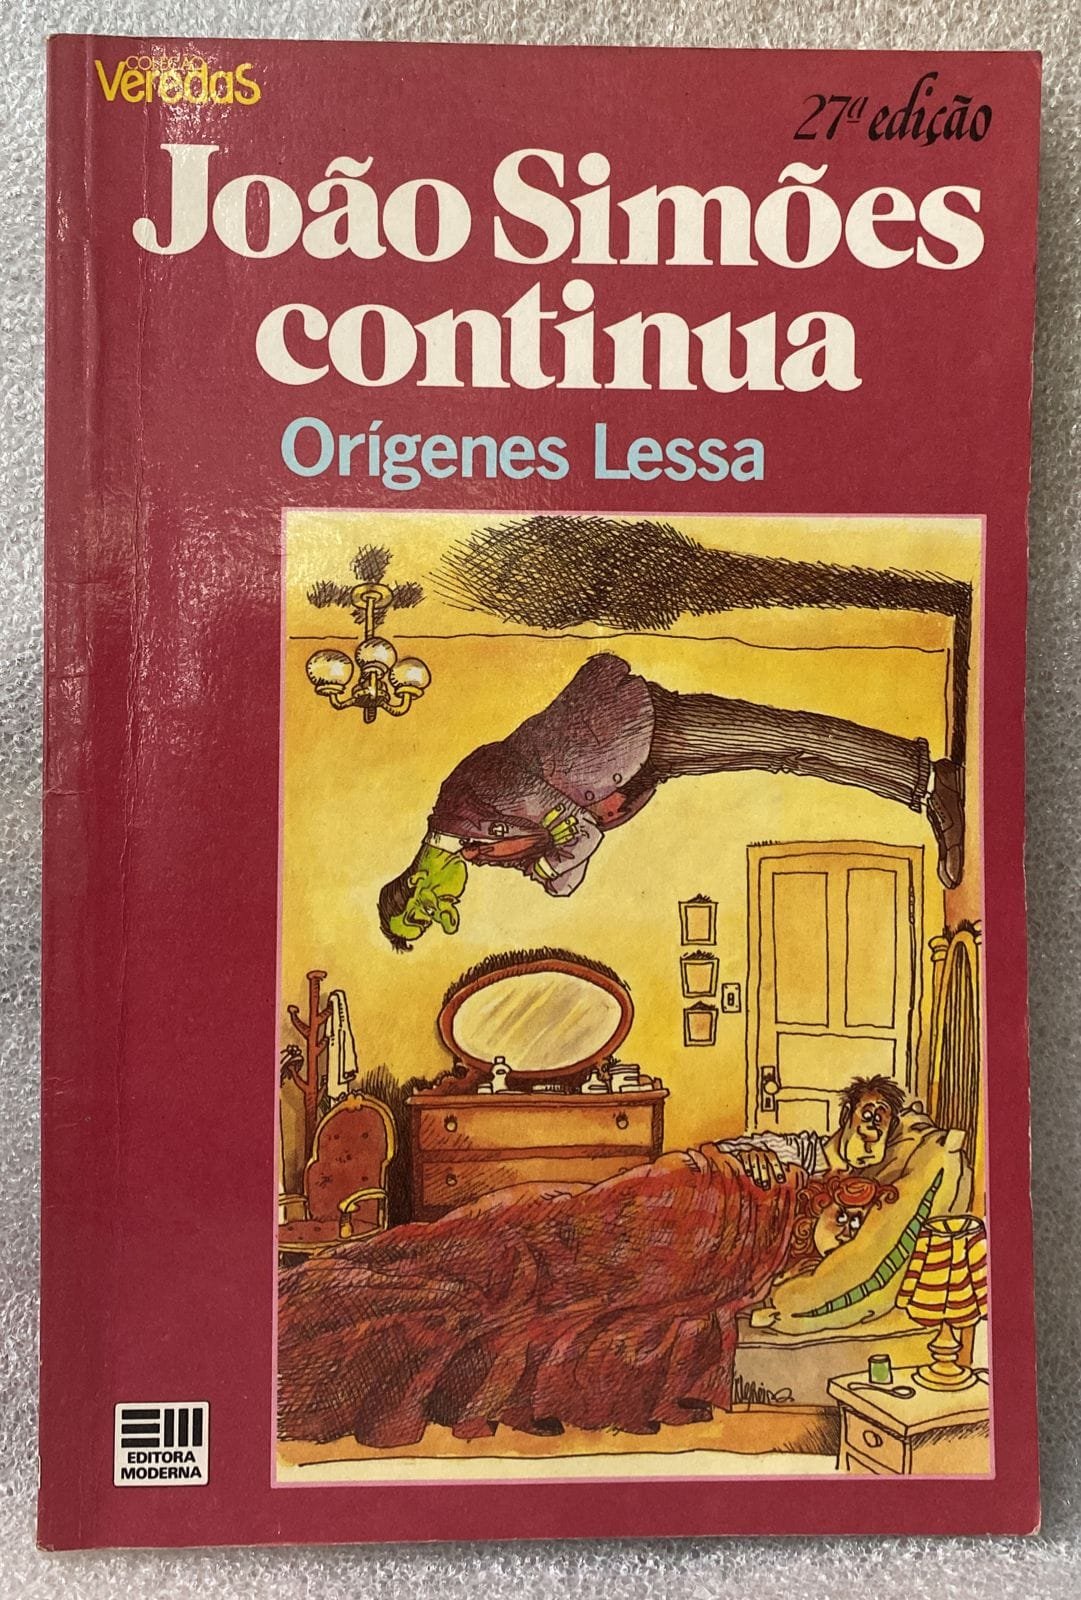 COLEÇÃO
Veredas
27ª edição
João Simões
continua
Orígenes Lessa
EDITORA
MODERNA